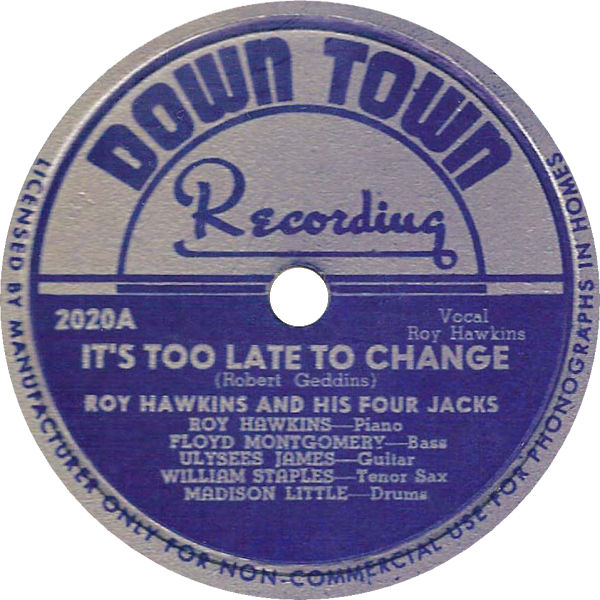 DOWN TOWN
Recording
2020A
Vocal
Roy Hawkins
IT'S TOO LATE TO CHANGE
(Robert Geddins)
ROY HAWKINS AND HIS FOUR JACKS
ROY HAWKINS—Piano
FLOYD MONTGOMERY—Bass
ULYSEES JAMES—Guitar
WILLIAM STAPLES—Tenor Sax
MADISON LITTLE—Drums
LICENSED BY MANUFACTURER ONLY FOR NON-COMMERCIAL USE FOR PHONOGRAPHS IN HOMES